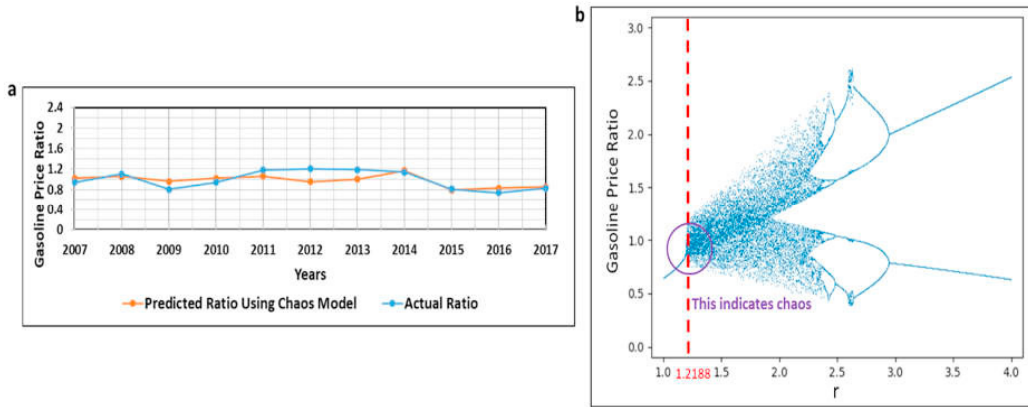 a
Gasoline Price Ratio
2.4
2
1.6
1.2
0.8
0.4
0
2007 2008 2009 2010 2011 2012 2013 2014 2015 2016 2017
Years
Predicted Ratio Using Chaos Model Actual Ratio
b
Gasoline Price Ratio
3.0
2.5
2.0
1.5
1.0
0.5
0.0
This indicates chaos
1.0 1.2188 1.5 2.0 2.5 3.0 3.5 4.0
r